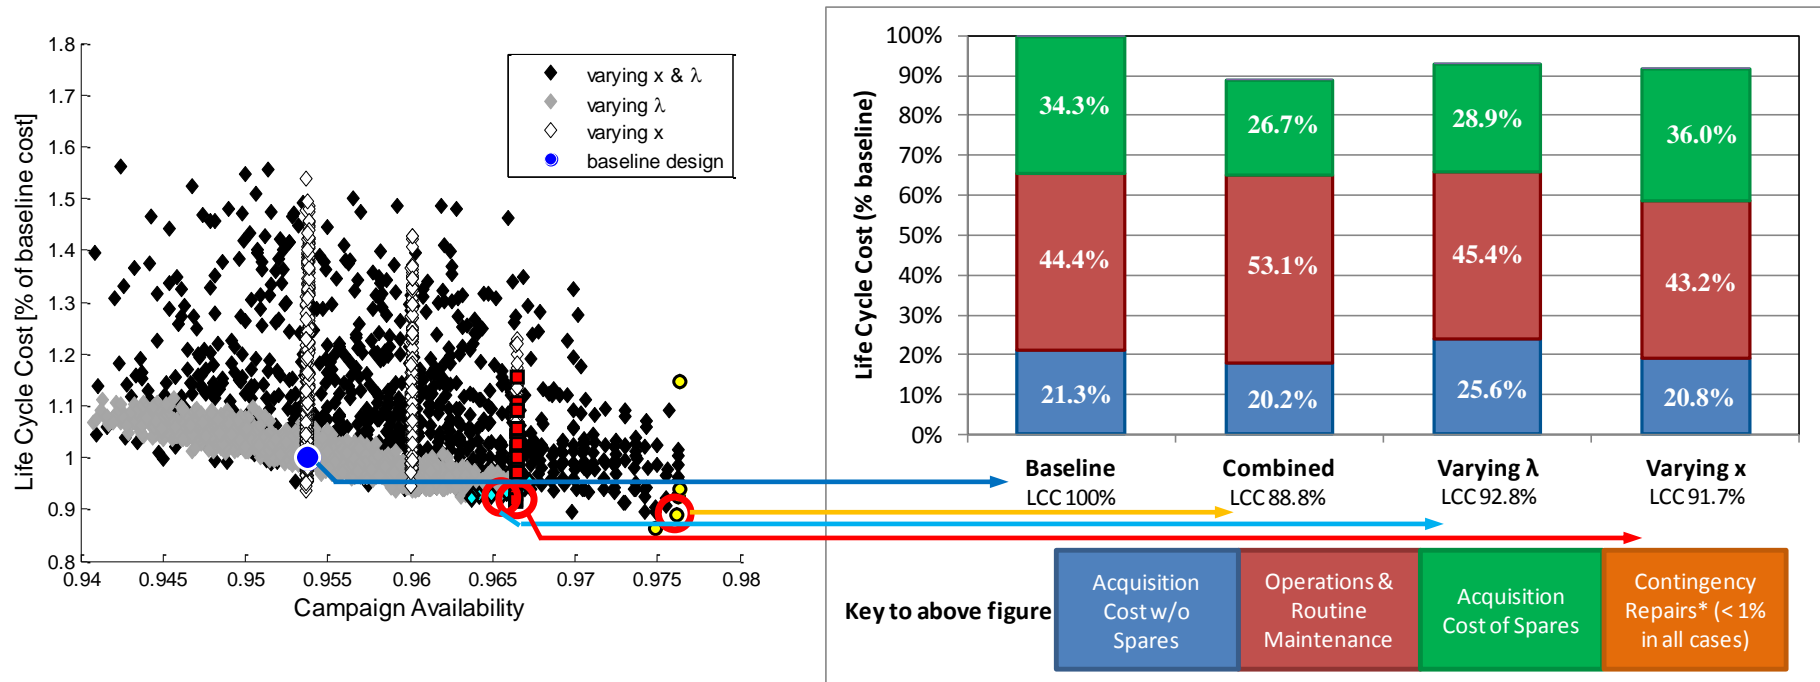 1.8
1.7
1.6
1.5
1.4
1.3
1.2
1.1
1
0.9
0.8
Life Cycle Cost [% of baseline cost]
0.94
0.945
0.95
0.955
0.96
0.965
0.97
0.975
0.98
Campaign Availability
varying x & λ
varying λ
varying x
baseline design
100%
90%
80%
70%
60%
50%
40%
30%
20%
10%
0%
Life Cycle Cost (% baseline)
34.3%
44.4%
21.3%
26.7%
53.1%
20.2%
28.9%
45.4%
25.6%
36.0%
43.2%
20.8%
Baseline
LCC 100%
Combined
LCC 88.8%
Varying λ
LCC 92.8%
Varying x
LCC 91.7%
Key to above figure
Acquisition
Cost w/o
Spares
Operations &
Routine
Maintenance
Acquisition
Cost of Spares
Contingency
Repairs* (< 1%
in all cases)